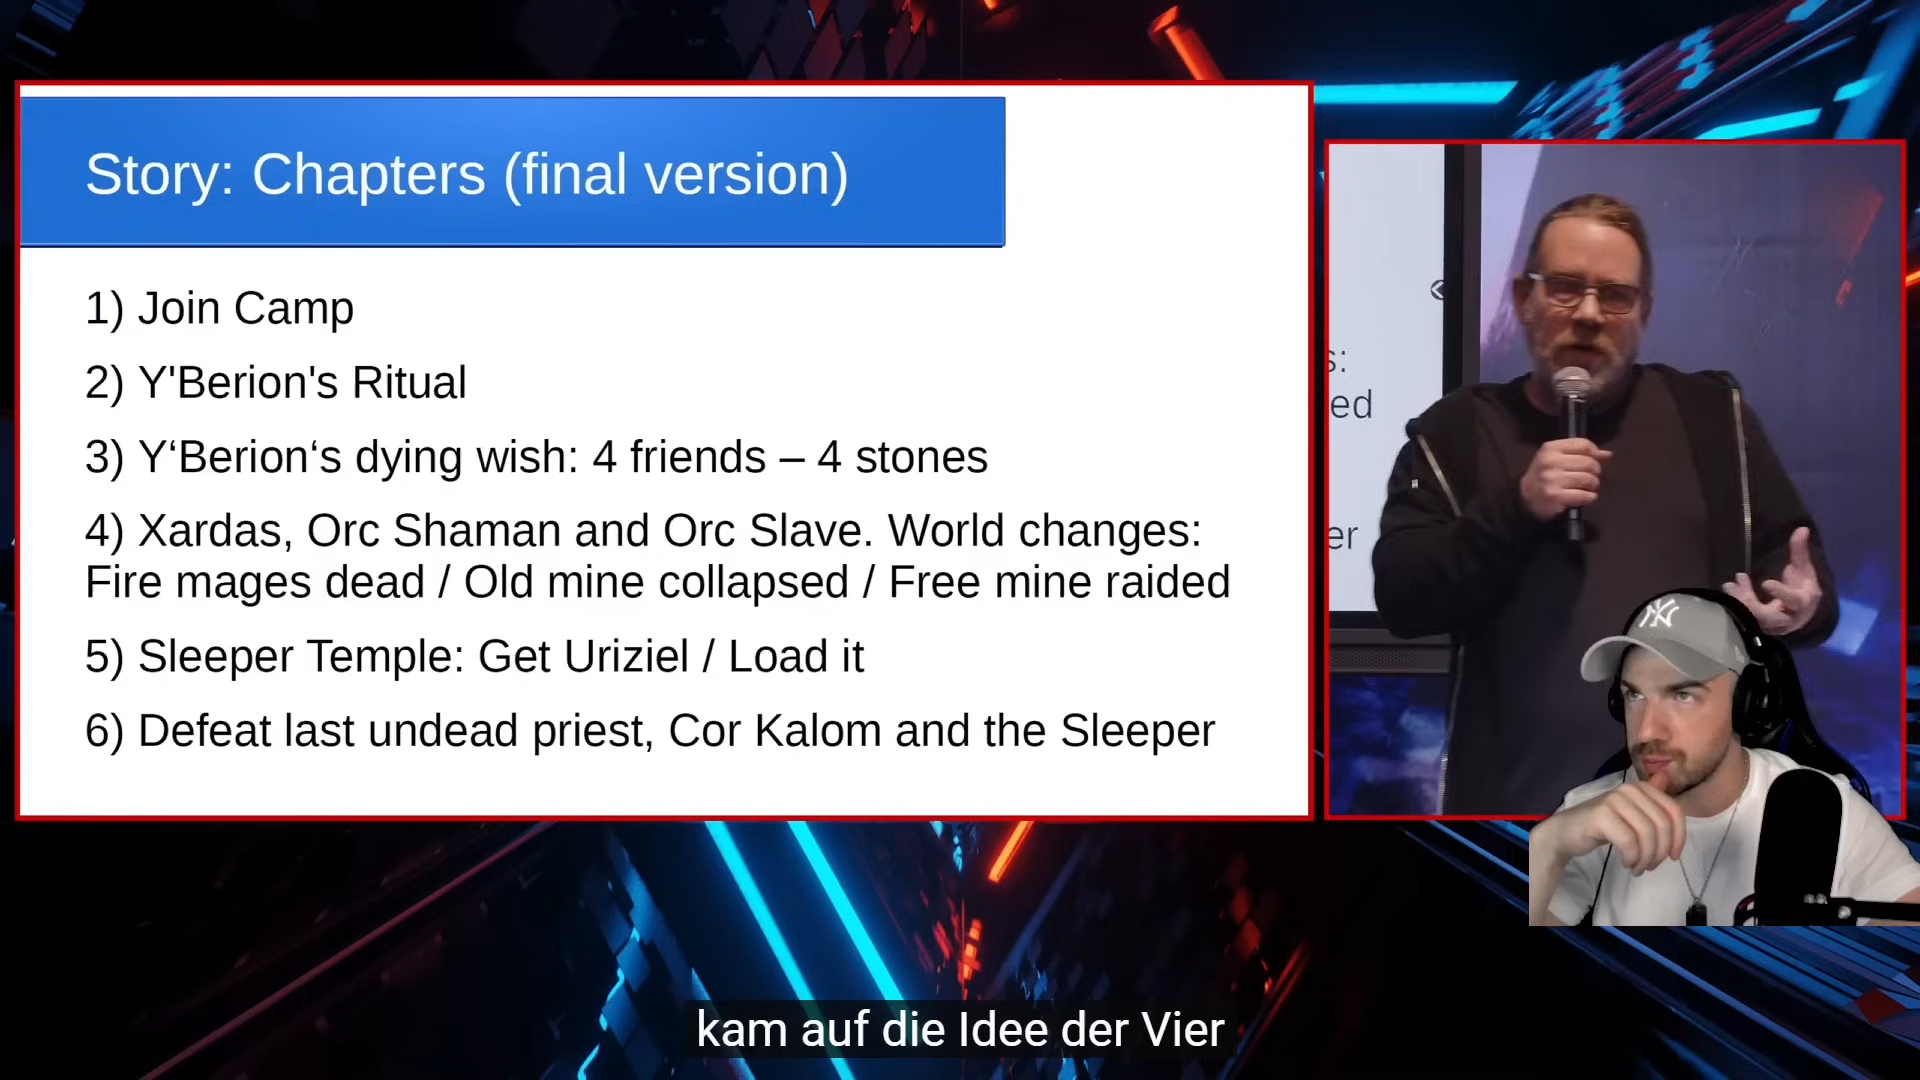 Story: Chapters (final version)
1) Join Camp
2) Y'Berion's Ritual
3) Y‘Berion‘s dying wish: 4 friends – 4 stones
4) Xardas, Orc Shaman and Orc Slave. World changes:
Fire mages dead / Old mine collapsed / Free mine raided
5) Sleeper Temple: Get Uriziel / Load it
6) Defeat last undead priest, Cor Kalom and the Sleeper
s:
ed
er
NY
kam auf die Idee der Vier